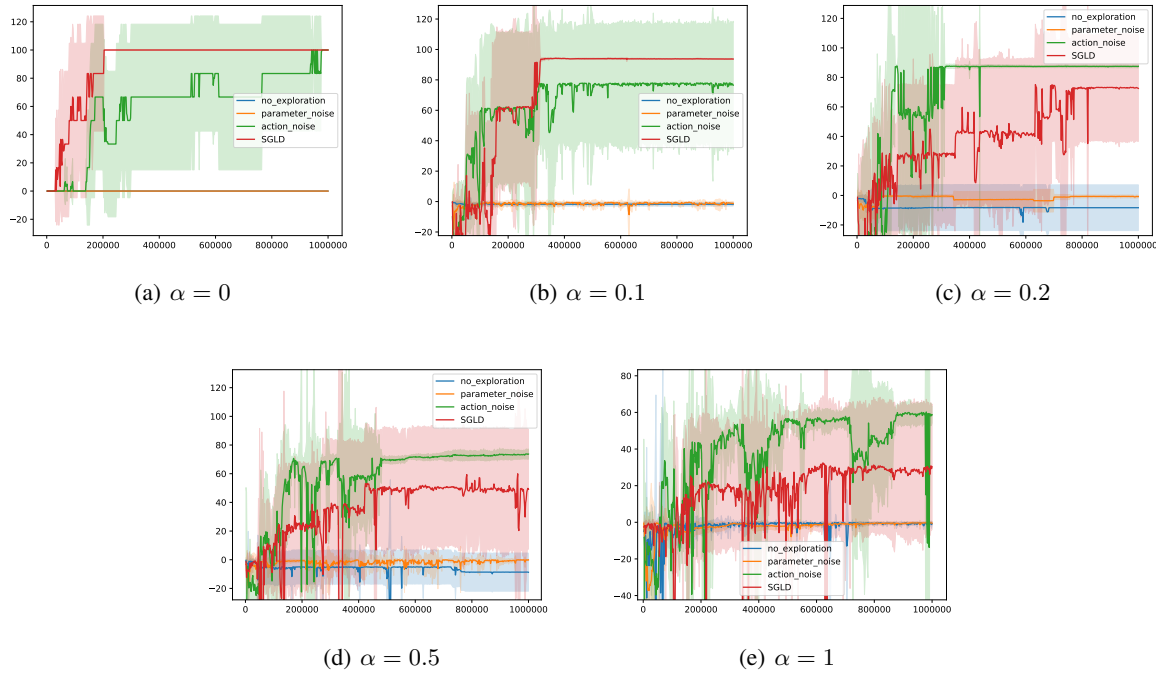 120
100
80
60
40
20
0
−20
no_exploration
parameter_noise
action_noise
SGLD
0 200000 400000 600000 800000 1000000
(a) α = 0
120
100
80
60
40
20
0
−20
no_exploration
parameter_noise
action_noise
SGLD
0 200000 400000 600000 800000 1000000
(b) α = 0.1
120
100
80
60
40
20
0
−20
no_exploration
parameter_noise
action_noise
SGLD
0 200000 400000 600000 800000 1000000
(c) α = 0.2
120
100
80
60
40
20
0
−20
no_exploration
parameter_noise
action_noise
SGLD
0 200000 400000 600000 800000 1000000
(d) α = 0.5
80
60
40
20
0
−20
−40
no_exploration
parameter_noise
action_noise
SGLD
0 200000 400000 600000 800000 1000000
(e) α = 1